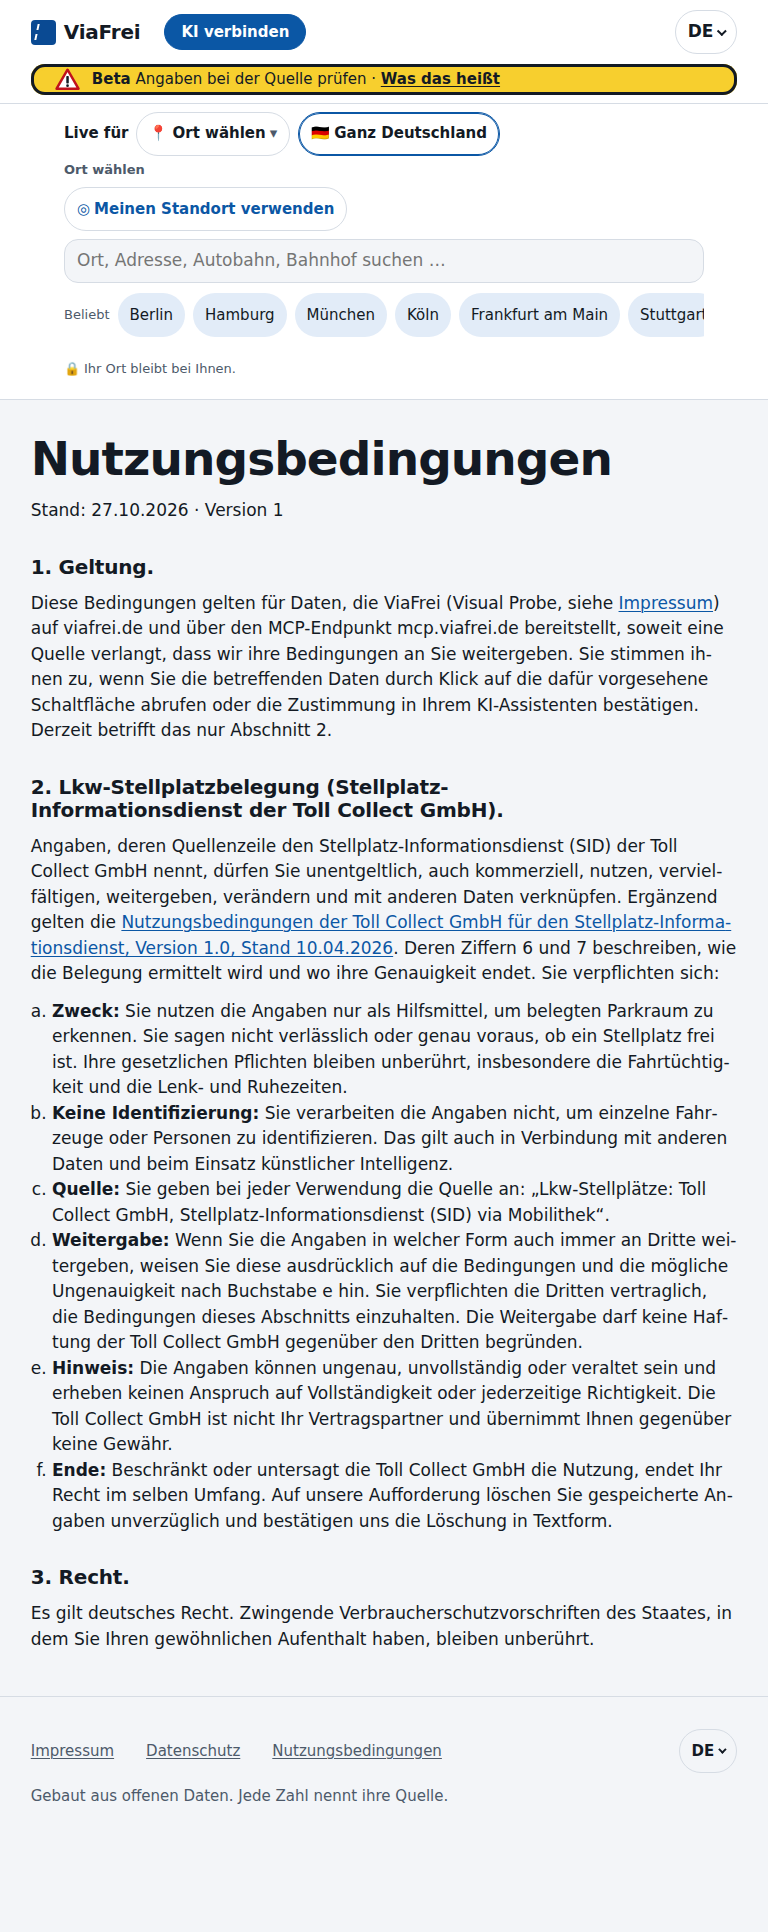 ViaFrei
KI verbinden
DE
Beta Angaben bei der Quelle prüfen · Was das heißt
Live für 📍 Ort wählen ▾ 🇩🇪 Ganz Deutschland
Ort wählen
◎ Meinen Standort verwenden
Ort, Adresse, Autobahn, Bahnhof suchen …
Beliebt Berlin Hamburg München Köln Frankfurt am Main Stuttgart
🔒 Ihr Ort bleibt bei Ihnen.
Nutzungsbedingungen
Stand: 27.10.2026 · Version 1
1. Geltung.
Diese Bedingungen gelten für Daten, die ViaFrei (Visual Probe, siehe Impressum)
auf viafrei.de und über den MCP-Endpunkt mcp.viafrei.de bereitstellt, soweit eine
Quelle verlangt, dass wir ihre Bedingungen an Sie weitergeben. Sie stimmen ih-
nen zu, wenn Sie die betreffenden Daten durch Klick auf die dafür vorgesehene
Schaltfläche abrufen oder die Zustimmung in Ihrem KI-Assistenten bestätigen.
Derzeit betrifft das nur Abschnitt 2.
2. Lkw-Stellplatzbelegung (Stellplatz-
Informationsdienst der Toll Collect GmbH).
Angaben, deren Quellenzeile den Stellplatz-Informationsdienst (SID) der Toll
Collect GmbH nennt, dürfen Sie unentgeltlich, auch kommerziell, nutzen, verviel-
fältigen, weitergeben, verändern und mit anderen Daten verknüpfen. Ergänzend
gelten die Nutzungsbedingungen der Toll Collect GmbH für den Stellplatz-Informa-
tionsdienst, Version 1.0, Stand 10.04.2026. Deren Ziffern 6 und 7 beschreiben, wie
die Belegung ermittelt wird und wo ihre Genauigkeit endet. Sie verpflichten sich:
a. Zweck: Sie nutzen die Angaben nur als Hilfsmittel, um belegten Parkraum zu
erkennen. Sie sagen nicht verlässlich oder genau voraus, ob ein Stellplatz frei
ist. Ihre gesetzlichen Pflichten bleiben unberührt, insbesondere die Fahrtüchtig-
keit und die Lenk- und Ruhezeiten.
b. Keine Identifizierung: Sie verarbeiten die Angaben nicht, um einzelne Fahr-
zeuge oder Personen zu identifizieren. Das gilt auch in Verbindung mit anderen
Daten und beim Einsatz künstlicher Intelligenz.
c. Quelle: Sie geben bei jeder Verwendung die Quelle an: „Lkw-Stellplätze: Toll
Collect GmbH, Stellplatz-Informationsdienst (SID) via Mobilithek“.
d. Weitergabe: Wenn Sie die Angaben in welcher Form auch immer an Dritte wei-
tergeben, weisen Sie diese ausdrücklich auf die Bedingungen und die mögliche
Ungenauigkeit nach Buchstabe e hin. Sie verpflichten die Dritten vertraglich,
die Bedingungen dieses Abschnitts einzuhalten. Die Weitergabe darf keine Haf-
tung der Toll Collect GmbH gegenüber den Dritten begründen.
e. Hinweis: Die Angaben können ungenau, unvollständig oder veraltet sein und
erheben keinen Anspruch auf Vollständigkeit oder jederzeitige Richtigkeit. Die
Toll Collect GmbH ist nicht Ihr Vertragspartner und übernimmt Ihnen gegenüber
keine Gewähr.
f. Ende: Beschränkt oder untersagt die Toll Collect GmbH die Nutzung, endet Ihr
Recht im selben Umfang. Auf unsere Aufforderung löschen Sie gespeicherte An-
gaben unverzüglich und bestätigen uns die Löschung in Textform.
3. Recht.
Es gilt deutsches Recht. Zwingende Verbraucherschutzvorschriften des Staates, in
dem Sie Ihren gewöhnlichen Aufenthalt haben, bleiben unberührt.
Impressum Datenschutz Nutzungsbedingungen
DE
Gebaut aus offenen Daten. Jede Zahl nennt ihre Quelle.